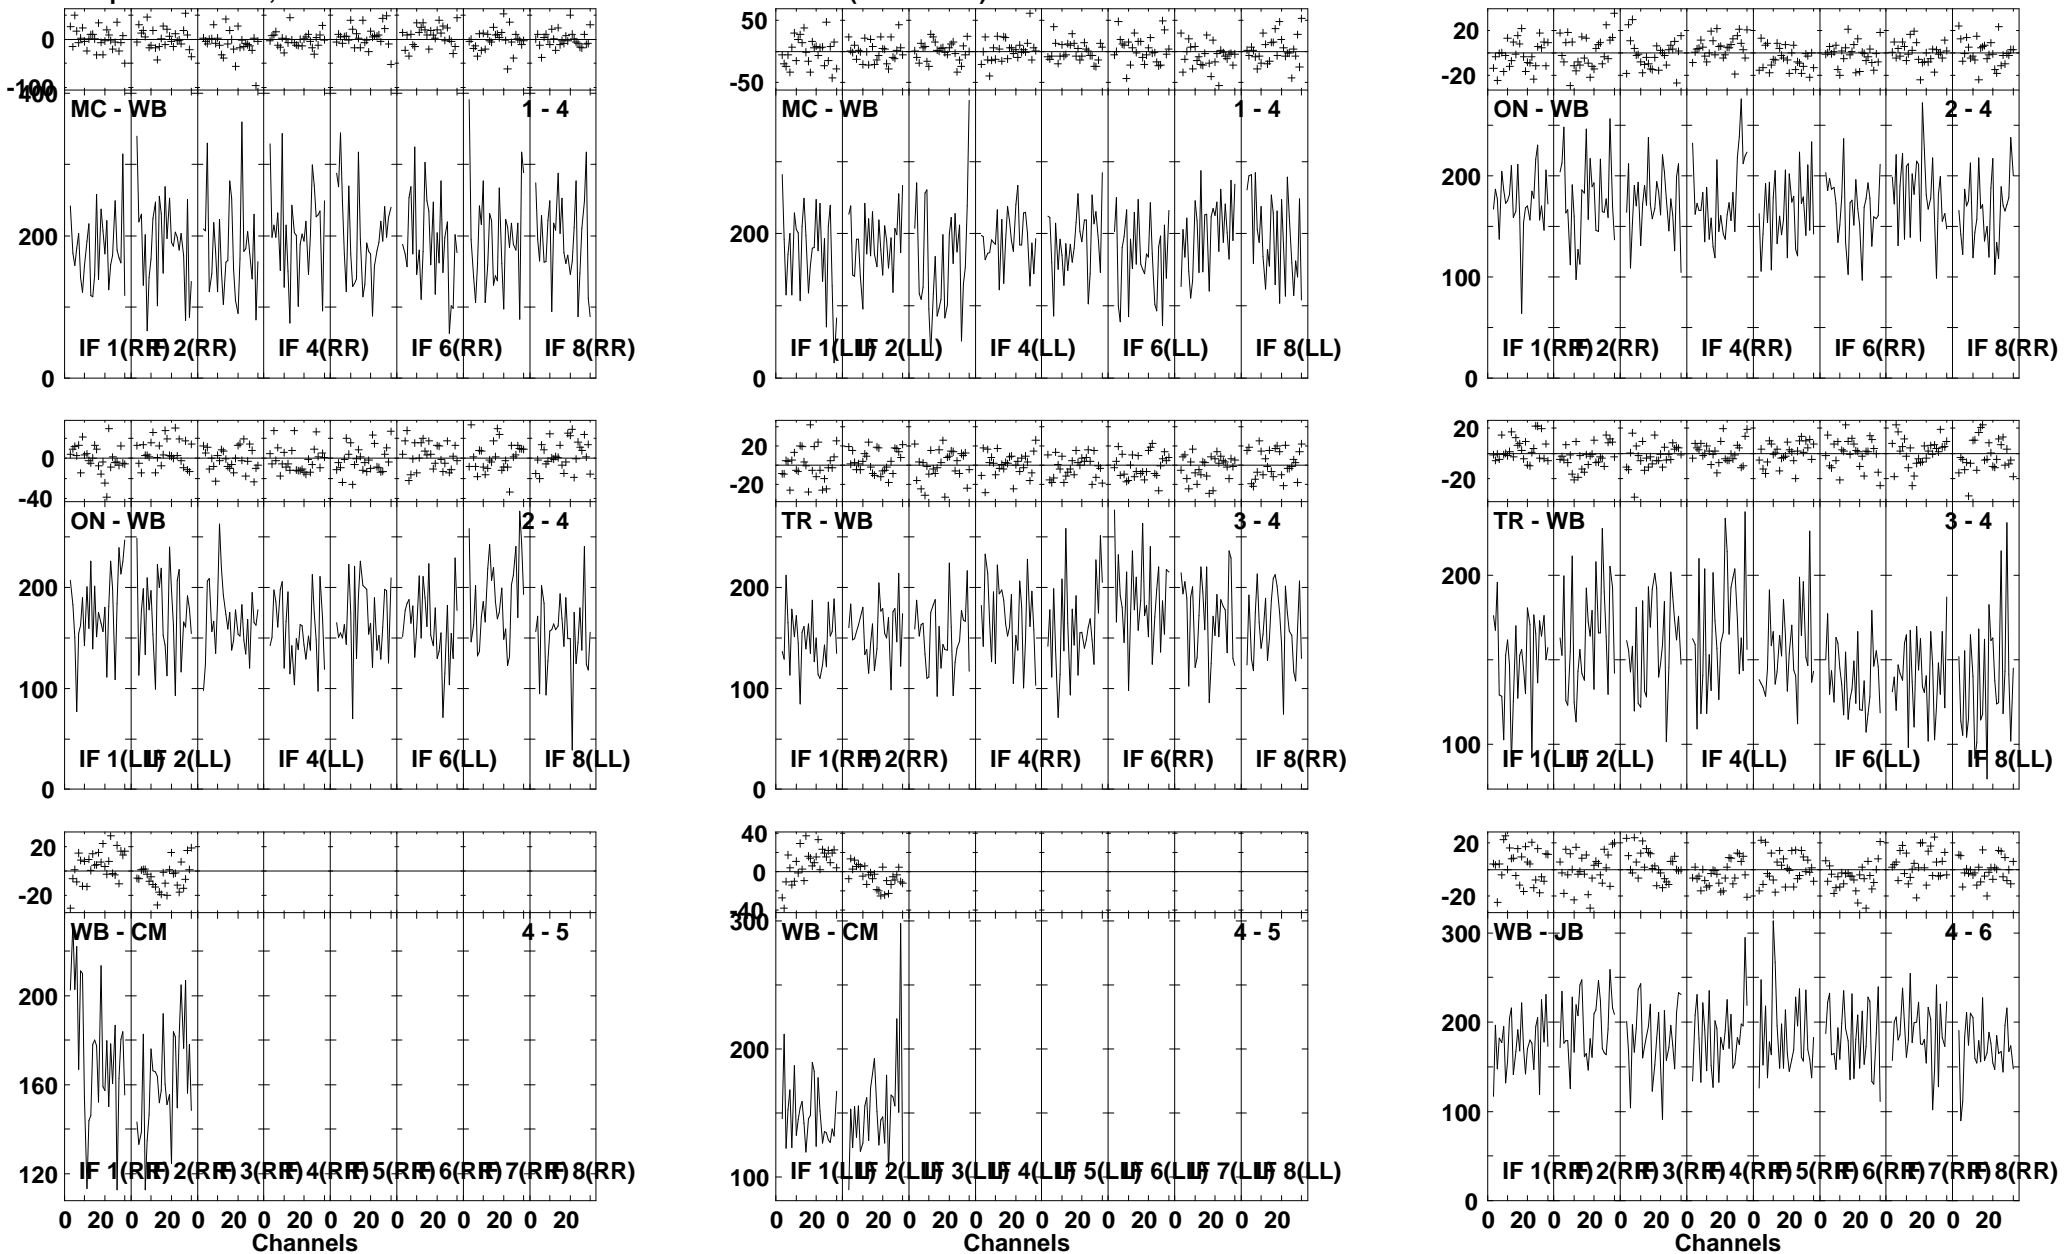 0
-100
400
MC - WB 1 - 4
200
IF 1(RR) IF 2(RR) IF 4(RR) IF 6(RR) IF 8(RR)
0
50
-50
MC - WB 1 - 4
200
IF 1(LL) IF 2(LL) IF 4(LL) IF 6(LL) IF 8(LL)
0
20
-20
ON - WB 2 - 4
200
100
IF 1(RR) IF 2(RR) IF 4(RR) IF 6(RR) IF 8(RR)
0
0
-40
ON - WB 2 - 4
200
100
IF 1(LL) IF 2(LL) IF 4(LL) IF 6(LL) IF 8(LL)
0
20
-20
TR - WB 3 - 4
200
100
IF 1(RR) IF 2(RR) IF 4(RR) IF 6(RR) IF 8(RR)
0
20
-20
TR - WB 3 - 4
200
100
IF 1(LL) IF 2(LL) IF 4(LL) IF 6(LL) IF 8(LL)
20
-20
WB - CM 4 - 5
200
160
120
IF 1(RR) IF 2(RR) IF 3(RR) IF 4(RR) IF 5(RR) IF 6(RR) IF 7(RR) IF 8(RR)
0 20 0 20 0 20 0 20 0 20 0 20 0 20 0 20
Channels
40
0
-40
300
WB - CM 4 - 5
200
100
IF 1(LL) IF 2(LL) IF 3(LL) IF 4(LL) IF 5(LL) IF 6(LL) IF 7(LL) IF 8(LL)
0 20 0 20 0 20 0 20 0 20 0 20 0 20 0 20
Channels
20
-20
300
WB - JB 4 - 6
200
100
IF 1(RR) IF 2(RR) IF 3(RR) IF 4(RR) IF 5(RR) IF 6(RR) IF 7(RR) IF 8(RR)
0
0 20 0 20 0 20 0 20 0 20 0 20 0 20 0 20
Channels